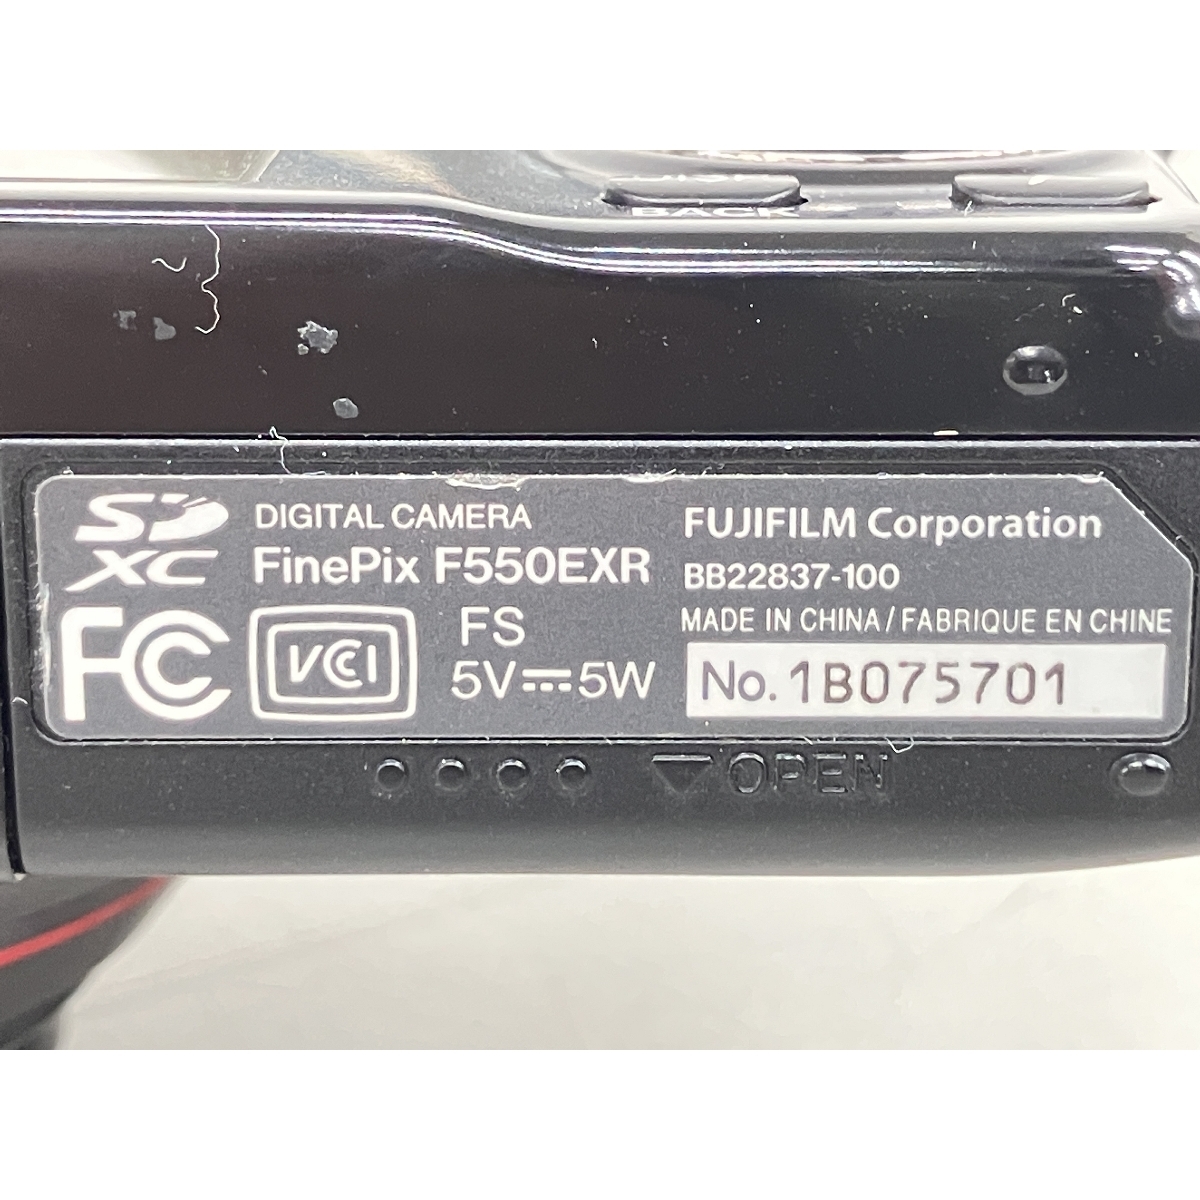 BACK
SD XC
DIGITAL CAMERA
FinePix F550EXR
FC
VCCI
FS
5V⎓5W
FUJIFILM Corporation
BB22837-100
MADE IN CHINA/FABRIQUE EN CHINE
No. 1B075701
▼OPEN